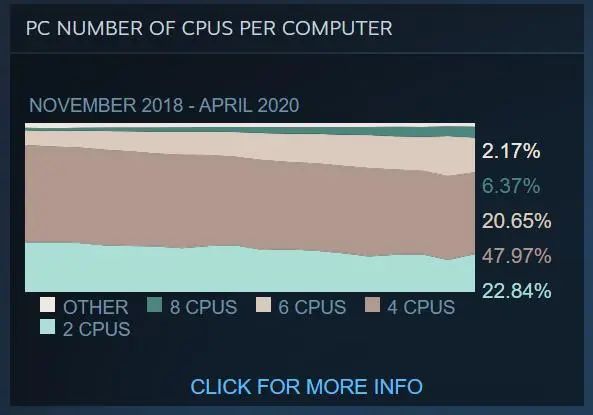 PC NUMBER OF CPUS PER COMPUTER
NOVEMBER 2018 - APRIL 2020
2.17%
6.37%
20.65%
47.97%
22.84%
OTHER 8 CPUS 6 CPUS 4 CPUS
2 CPUS
CLICK FOR MORE INFO